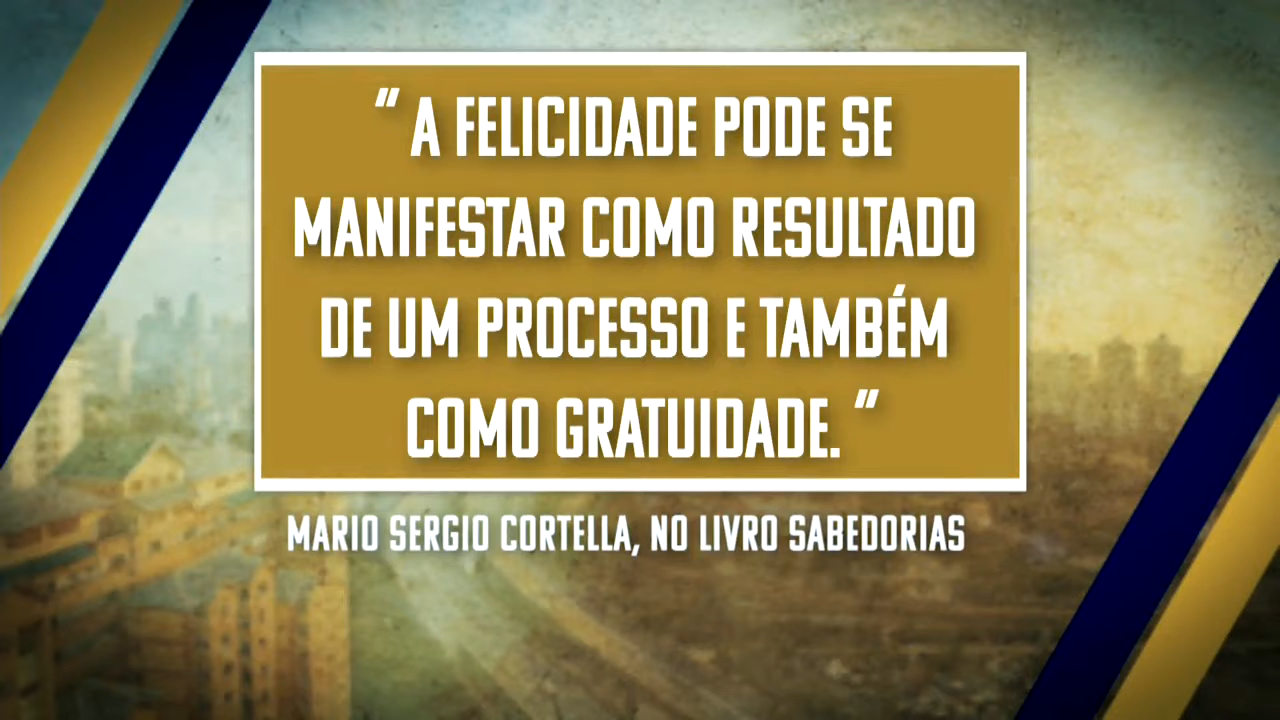 " A FELICIDADE PODE SE
MANIFESTAR COMO RESULTADO
DE UM PROCESSO E TAMBÉM
COMO GRATUIDADE. "
MARIO SERGIO CORTELLA, NO LIVRO SABEDORIAS